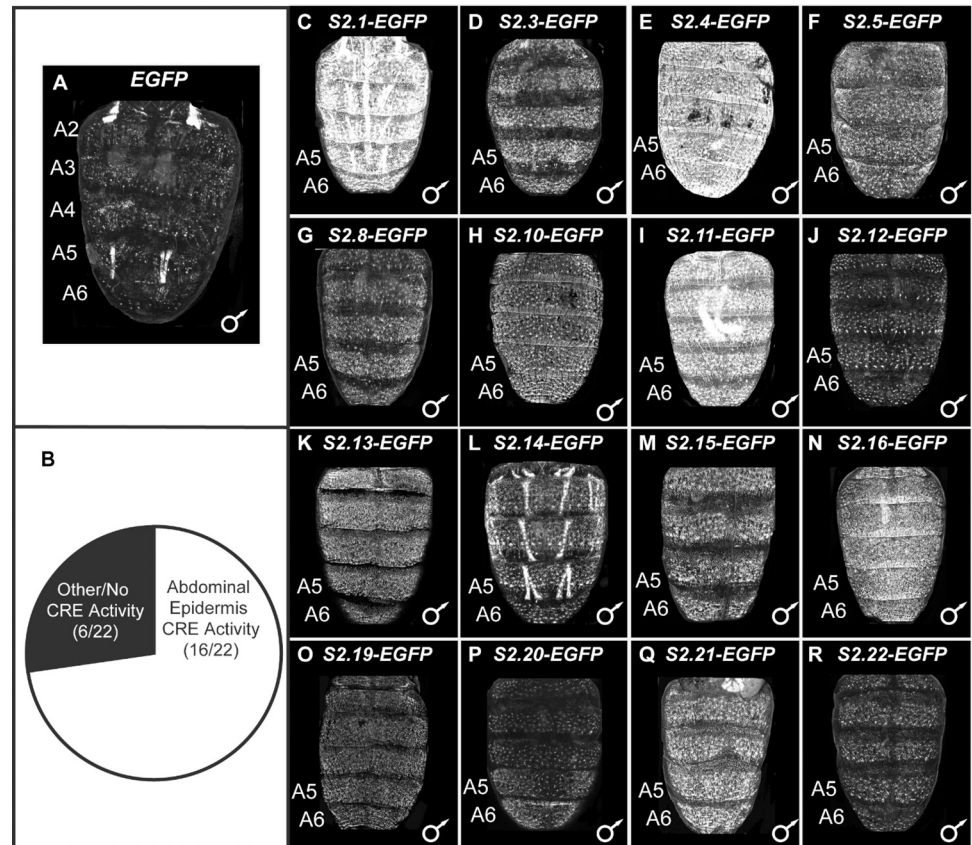 A
EGFP
A2
A3
A4
A5
A6
♂
B
Other/No
CRE Activity
(6/22)
Abdominal
Epidermis
CRE Activity
(16/22)
C S2.1-EGFP
A5
A6
♂
D S2.3-EGFP
A5
A6
♂
E S2.4-EGFP
A5
A6
♂
F S2.5-EGFP
A5
A6
♂
G S2.8-EGFP
A5
A6
♂
H S2.10-EGFP
A5
A6
♂
I S2.11-EGFP
A5
A6
♂
J S2.12-EGFP
A5
A6
♂
K S2.13-EGFP
A5
A6
♂
L S2.14-EGFP
A5
A6
♂
M S2.15-EGFP
A5
A6
♂
N S2.16-EGFP
A5
A6
♂
O S2.19-EGFP
A5
A6
♂
P S2.20-EGFP
A5
A6
♂
Q S2.21-EGFP
A5
A6
♂
R S2.22-EGFP
A5
A6
♂